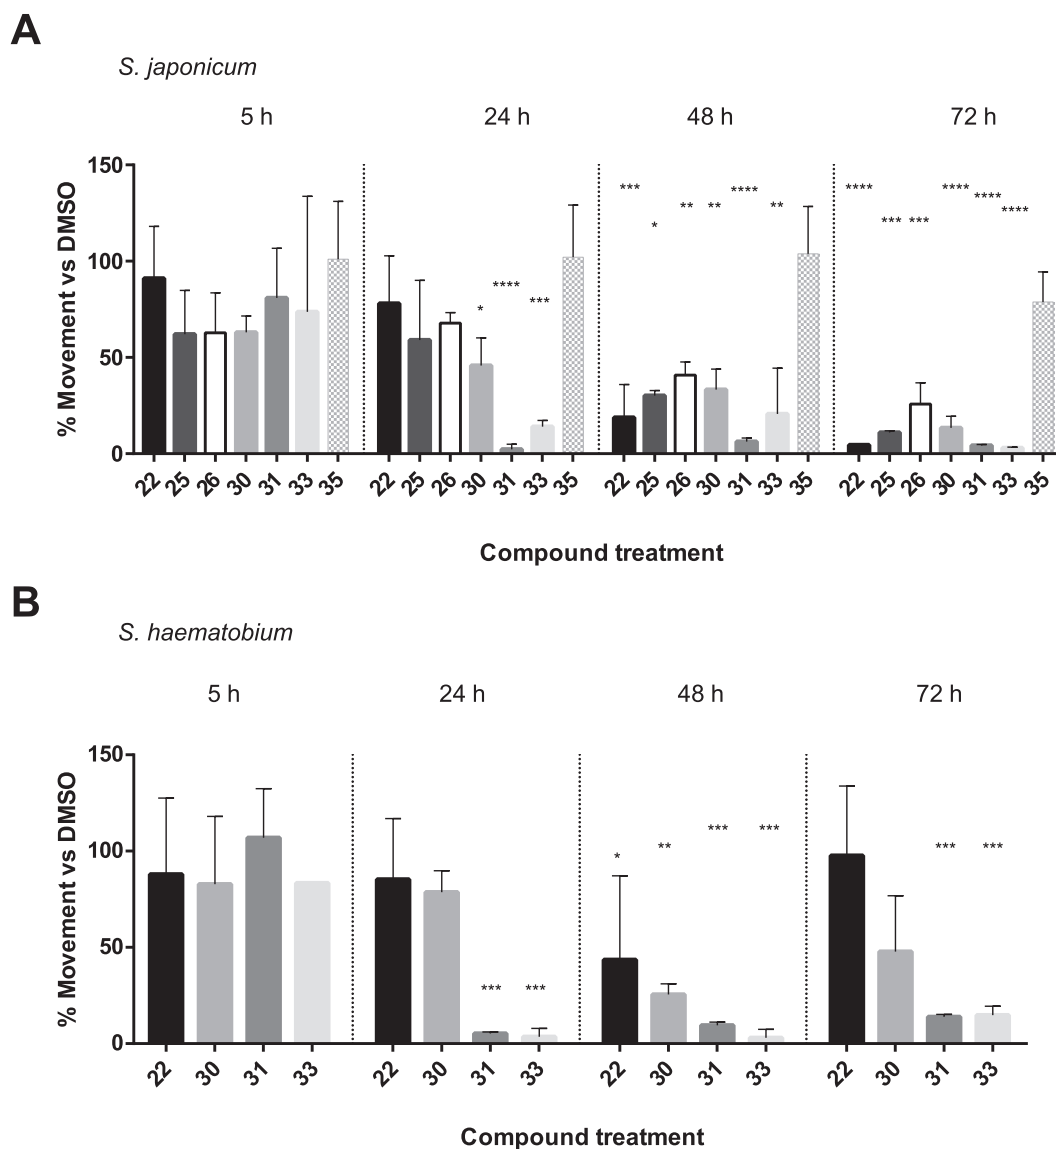 A
S. japonicum
5 h 24 h 48 h 72 h
% Movement vs DMSO
150
100
50
0
*
****
***
***
*
**
**
****
**
****
***
***
****
****
****
22 25 26 30 31 33 35 22 25 26 30 31 33 35 22 25 26 30 31 33 35 22 25 26 30 31 33 35
Compound treatment
B
S. haematobium
5 h 24 h 48 h 72 h
% Movement vs DMSO
150
100
50
0
***
***
*
**
***
***
***
***
22 30 31 33 22 30 31 33 22 30 31 33 22 30 31 33
Compound treatment